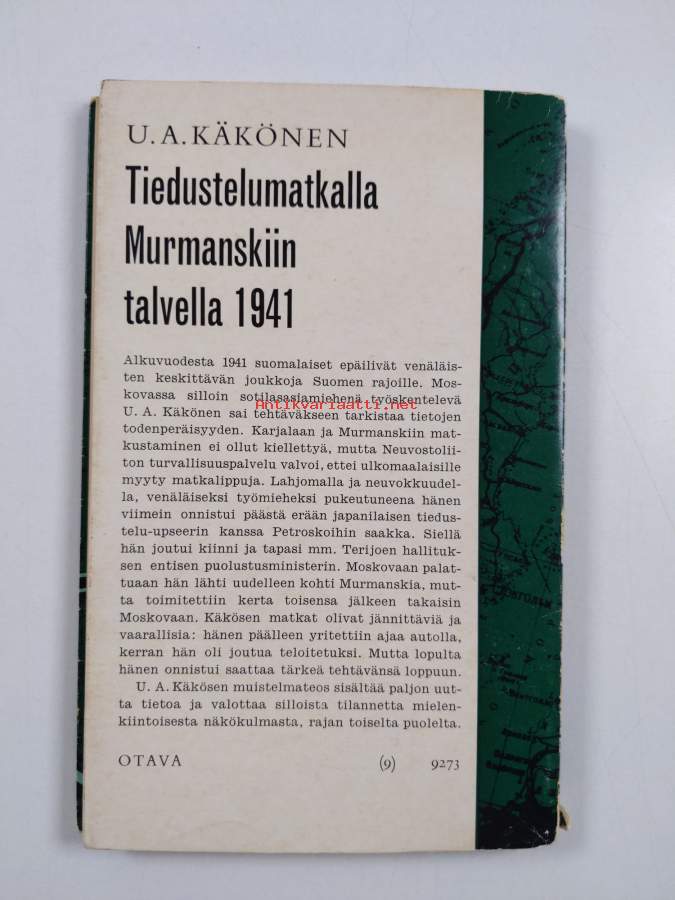 U. A. KÄKÖNEN
Tiedustelumatkalla
Murmanskiin
talvella 1941
Alkuvuodesta 1941 suomalaiset epäilivät venäläis-
ten keskittävän joukkoja Suomen rajoille. Mos-
kovassa silloin sotilasasiamiehenä työskentelevä
Antikvariaatti.net
U. A. Käkönen sai tehtäväkseen tarkistaa tietojen
todenperäisyyden. Karjalaan ja Murmanskiin mat-
kustaminen ei ollut kiellettyä, mutta Neuvostolii-
ton turvallisuuspalvelu valvoi, ettei ulkomaalaisille
myyty matkalippuja. Lahjomalla ja neuvokkuudel-
la, venäläiseksi työmieheksi pukeutuneena hänen
viimein onnistui päästä erään japanilaisen tiedus-
telu-upseerin kanssa Petroskoihin saakka. Siellä
hän joutui kiinni ja tapasi mm. Terijoen hallituk-
sen entisen puolustusministerin. Moskovaan palat-
tuaan hän lähti uudelleen kohti Murmanskia, mut-
ta toimitettiin kerta toisensa jälkeen takaisin
Moskovaan. Käkösen matkat olivat jännittäviä ja
vaarallisia: hänen päälleen yritettiin ajaa autolla,
kerran hän oli joutua teloitetuksi. Mutta lopulta
hänen onnistui saattaa tärkeä tehtävänsä loppuun.
U. A. Käkösen muistelmateos sisältää paljon uut-
ta tietoa ja valottaa silloista tilannetta mielen-
kiintoisesta näkökulmasta, rajan toiselta puolelta.
OTAVA (9) 9273